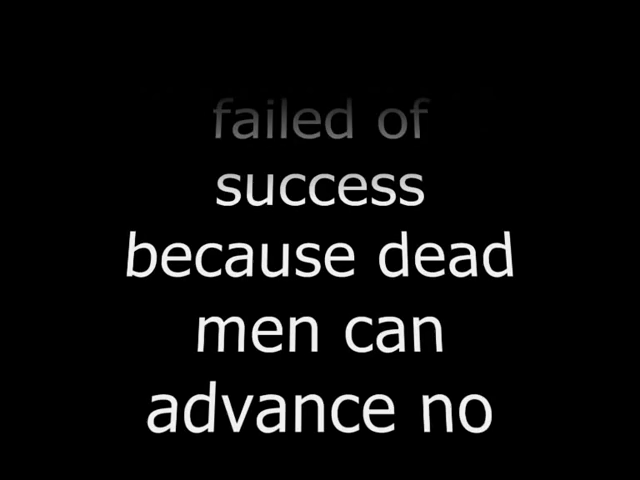 failed of
success
because dead
men can
advance no